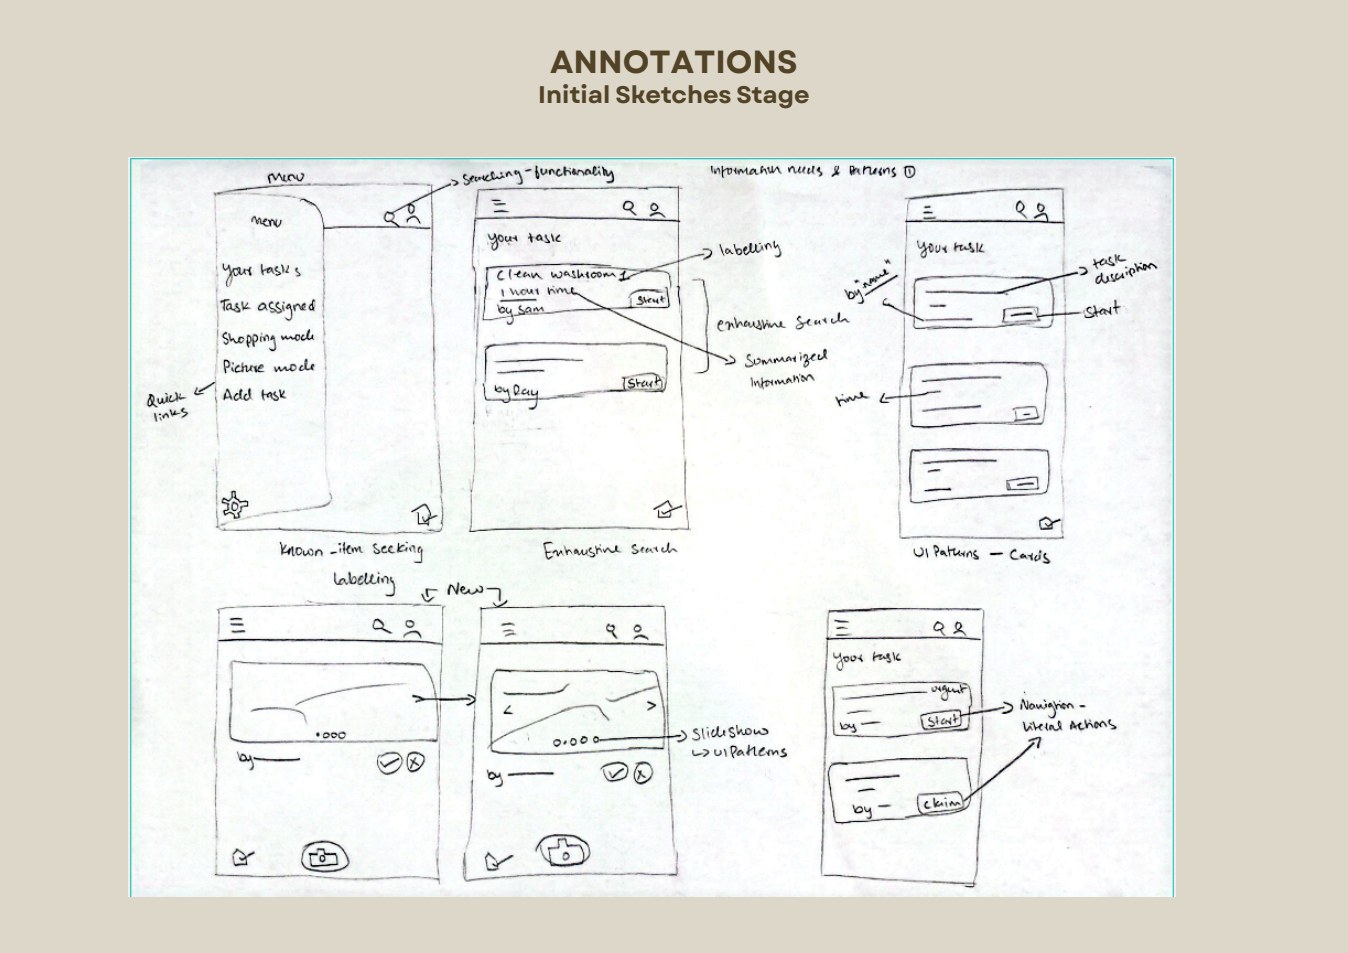 ANNOTATIONS
Initial Sketches Stage
Menu
Searching-functionality
Information needs & Patterns ①
Menu
Your tasks
Task assigned
Shopping mode
Picture mode
Add task
Quick
links
Known-item Seeking
labelling
Your task
Clean washroom 1
1 hour time
by Sam
Start
by Ray
Start
labelling
exhaustive search
Summarized
Information
Exhaustive Search
Your task
by "name"
task
description
Start
time
UI Patterns — Cards
New
by
by
Slideshow
↳ UI Patterns
Your task
urgent
by —
Start
by —
Claim
Literal Actions